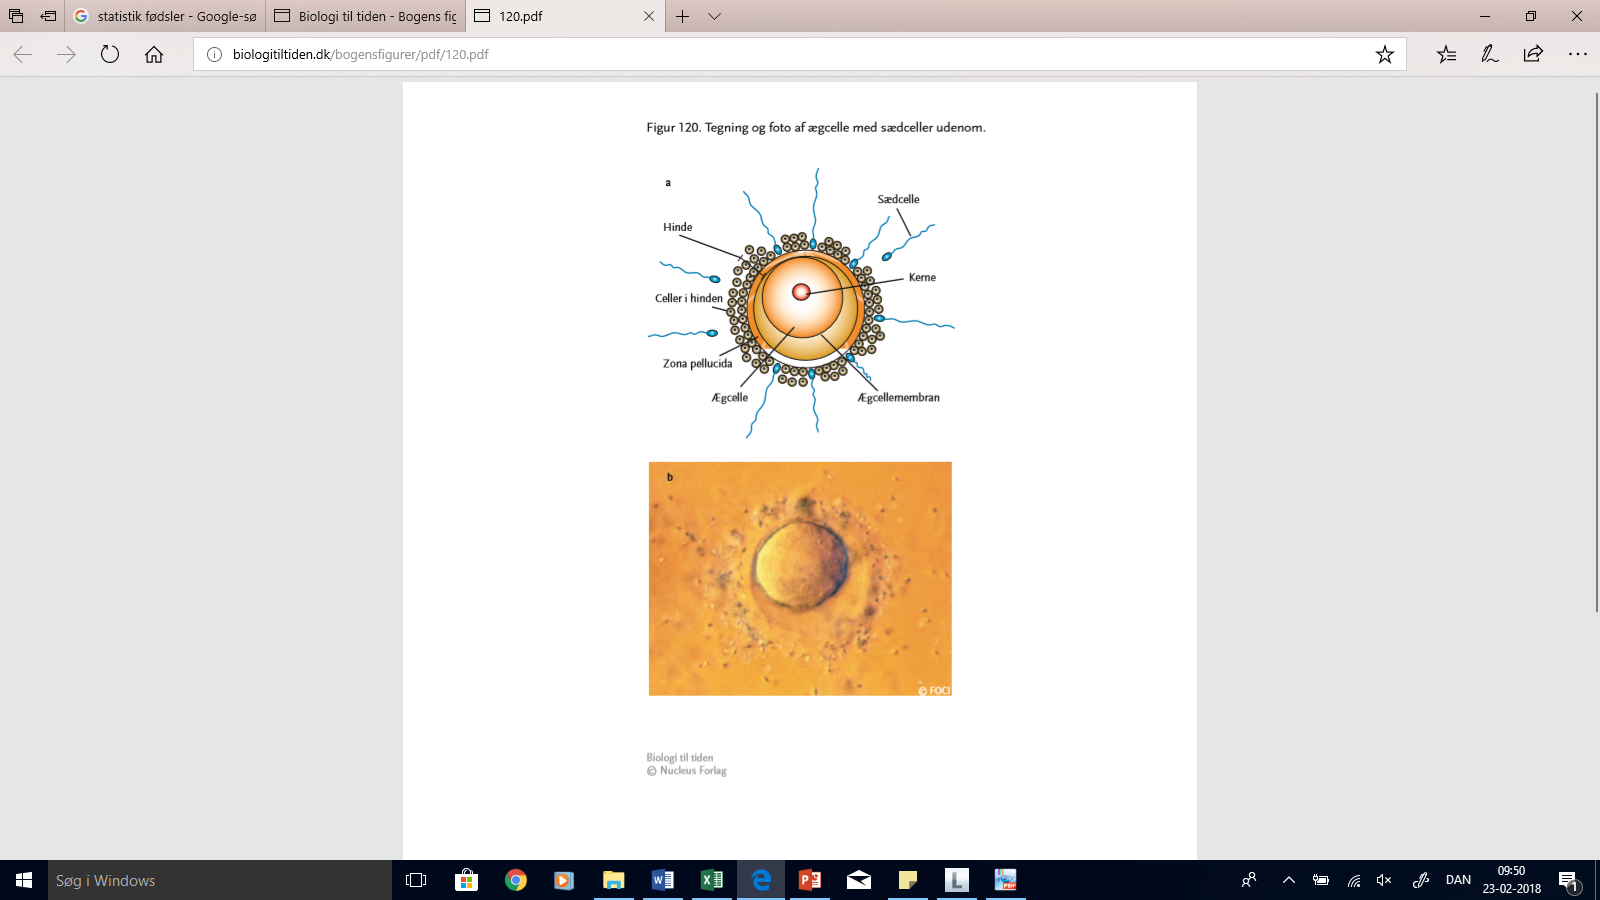 statistik fødsler - Google-sø
Biologi til tiden - Bogens fig
120.pdf
biologitiltiden.dk/bogensfigurer/pdf/120.pdf
Figur 120. Tegning og foto af ægcelle med sædceller udenom.
a
Sædcelle
Hinde
Kerne
Celler i hinden
Zona pellucida
Ægcelle
Ægcellemembran
b
© FOCI
Biologi til tiden
© Nucleus Forlag
Søg i Windows
DAN
09:50
23-02-2018
1